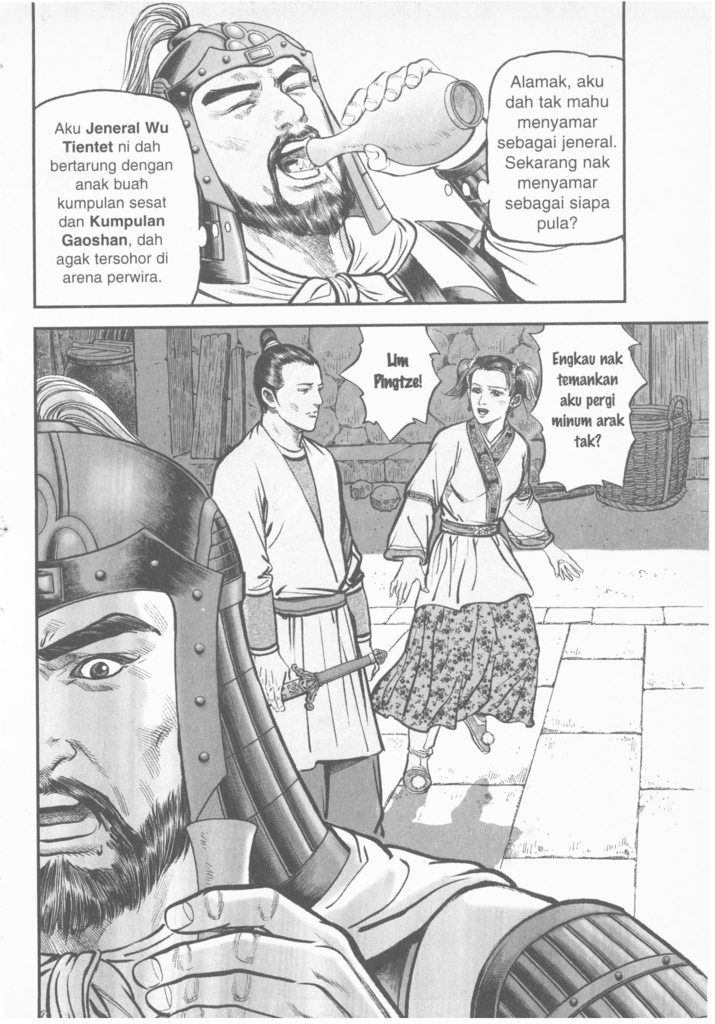 Aku Jeneral Wu
Tientet ni dah
bertarung dengan
anak buah
kumpulan sesat
dan Kumpulan
Gaoshan, dah
agak tersohor di
arena perwira.
Alamak, aku
dah tak mahu
menyamar
sebagai jeneral.
Sekarang nak
menyamar
sebagai siapa
pula?
Lim
Pingtze!
Engkau nak
temankan
aku pergi
minum arak
tak?